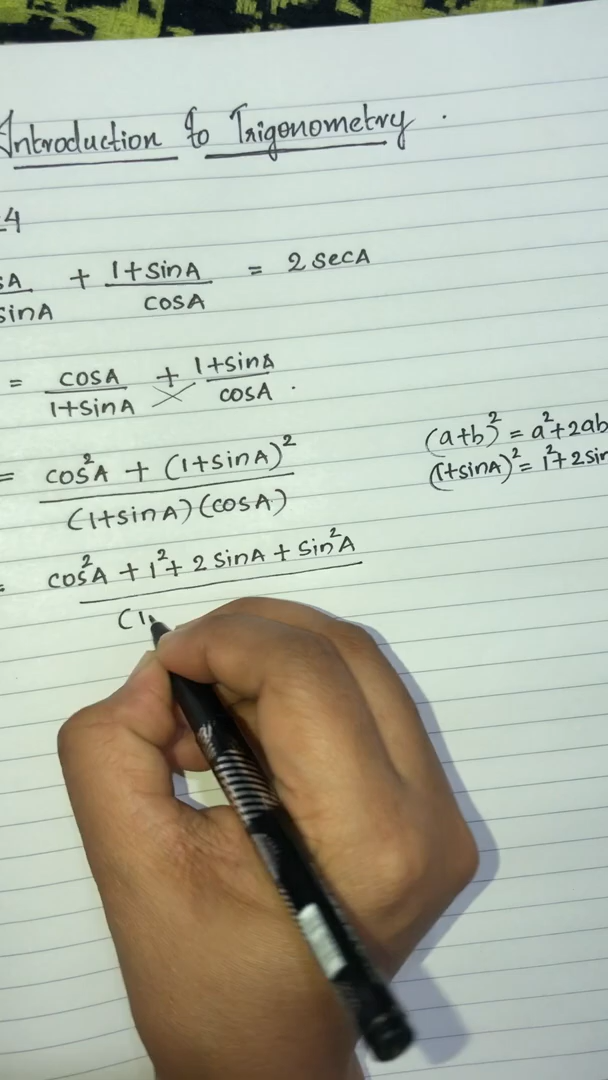 Introduction to Trigonometry.
4
sA/sinA + 1+sinA/cosA = 2 secA
= cosA/1+sinA + 1+sinA/cosA.
= cos²A + (1+sinA)²/(1+sinA)(cosA)
(a+b)² = a²+2ab
(1+sinA)² = 1²+2sin
= cos²A + 1² + 2 sinA + sin²A
(1